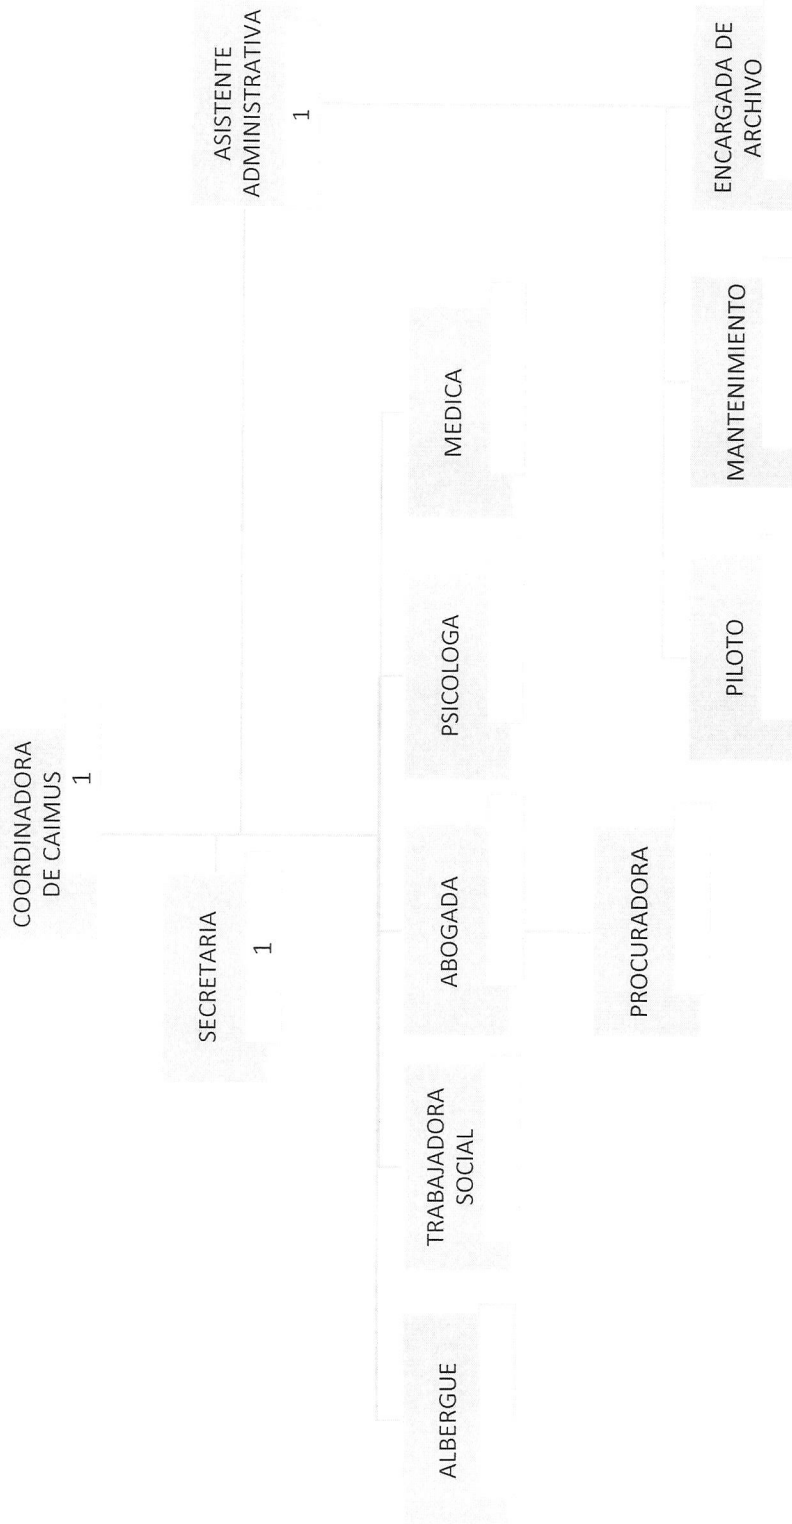 COORDINADORA
DE CAIMUS
1
SECRETARIA
1
ASISTENTE
ADMINISTRATIVA
1
ALBERGUE
TRABAJADORA
SOCIAL
ABOGADA
PSICOLOGA
MEDICA
PROCURADORA
PILOTO
MANTENIMIENTO
ENCARGADA DE
ARCHIVO